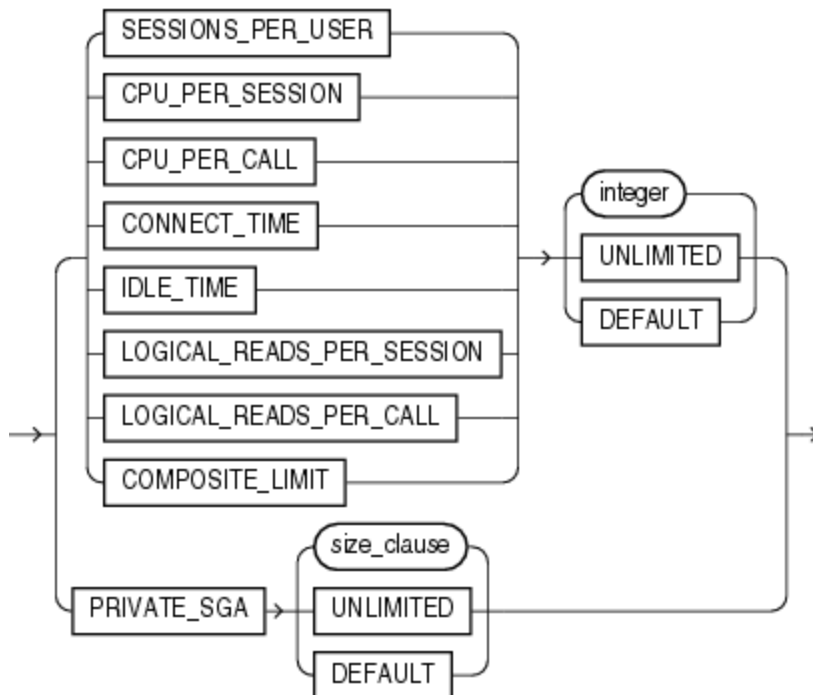 SESSIONS_PER_USER
CPU_PER_SESSION
CPU_PER_CALL
CONNECT_TIME
IDLE_TIME
LOGICAL_READS_PER_SESSION
LOGICAL_READS_PER_CALL
COMPOSITE_LIMIT
integer
UNLIMITED
DEFAULT
PRIVATE_SGA
size_clause
UNLIMITED
DEFAULT